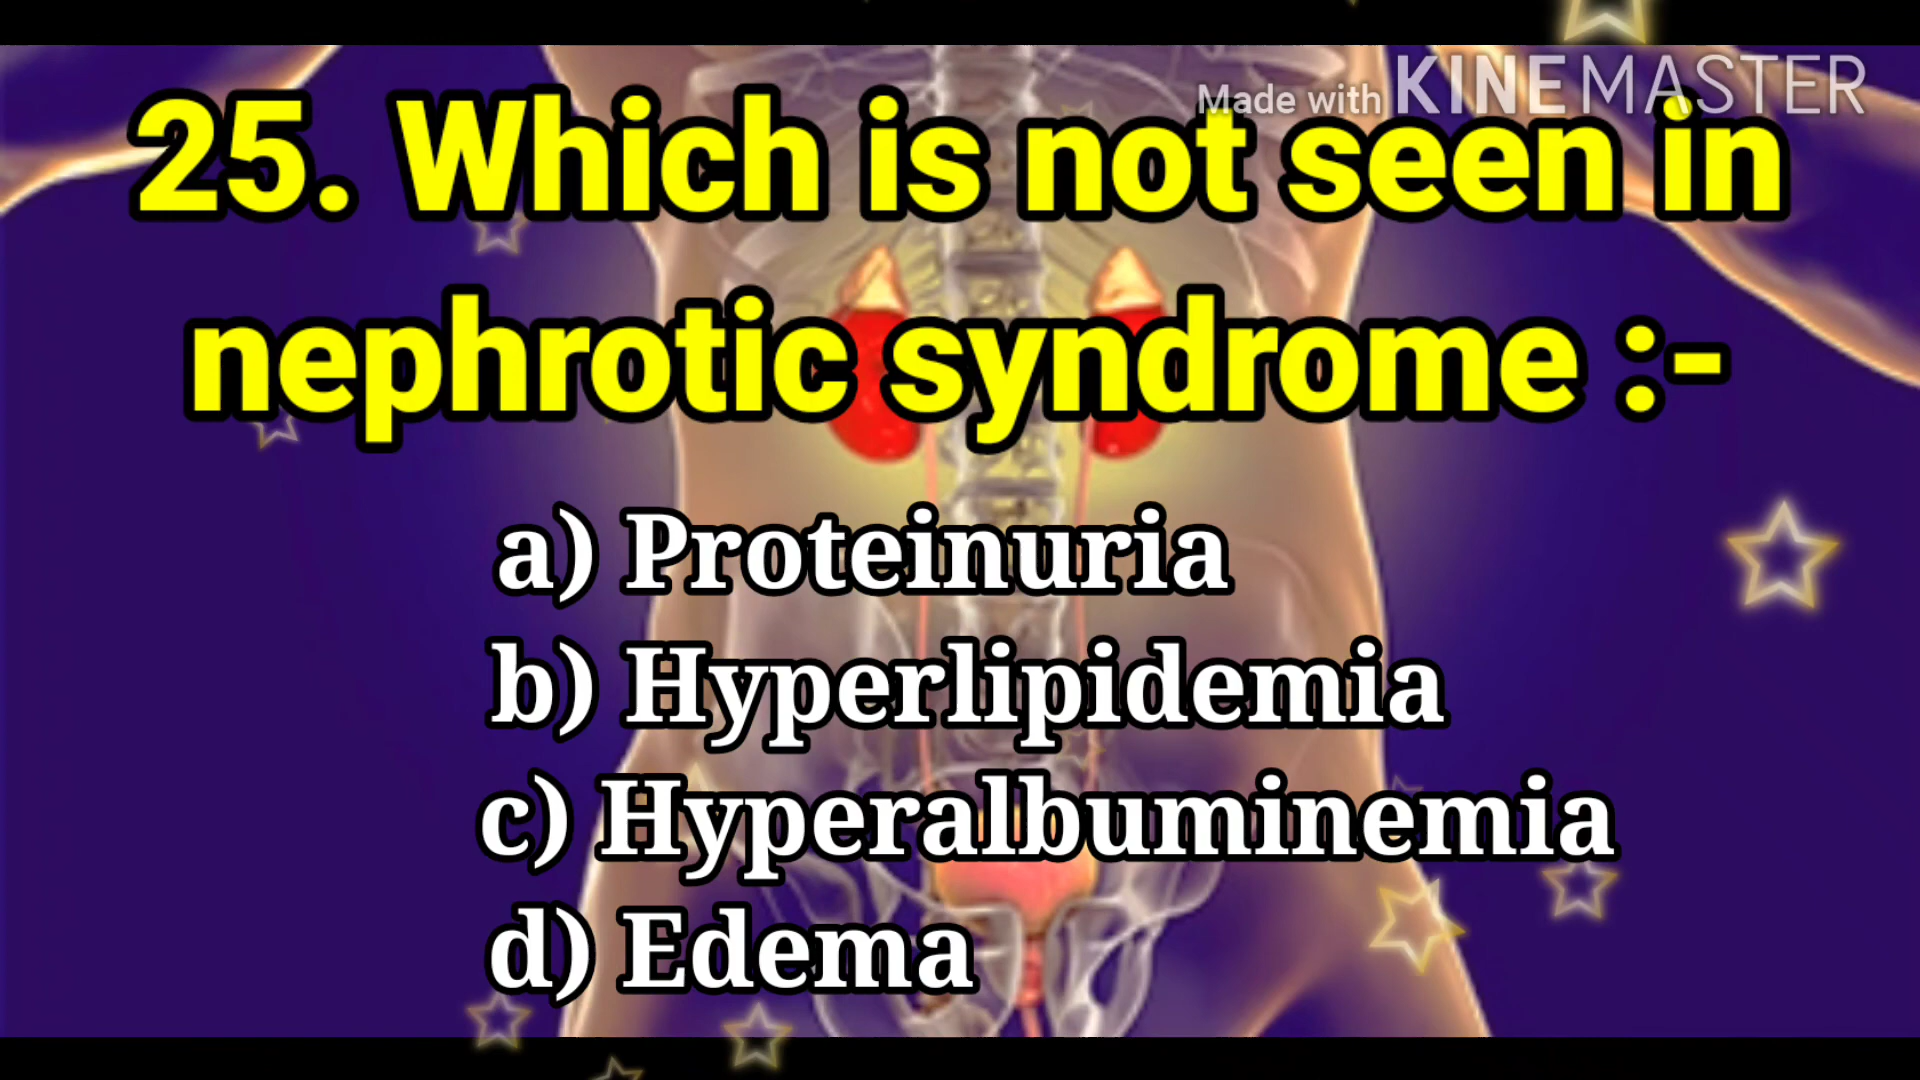 Made with KINEMASTER
25. Which is not seen in
nephrotic syndrome :-
a) Proteinuria
b) Hyperlipidemia
c) Hyperalbuminemia
d) Edema